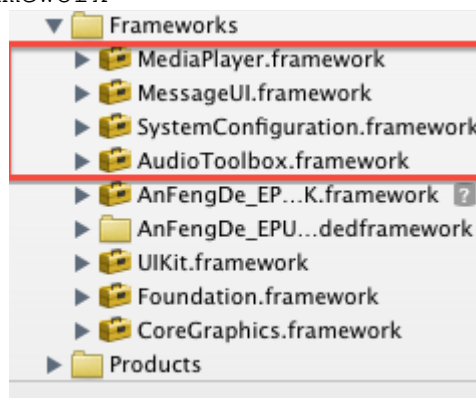 Frameworks
MediaPlayer.framework
MessageUI.framework
SystemConfiguration.framework
AudioToolbox.framework
AnFengDe_EP...K.framework ?
AnFengDe_EPU...dedframework
UIKit.framework
Foundation.framework
CoreGraphics.framework
Products